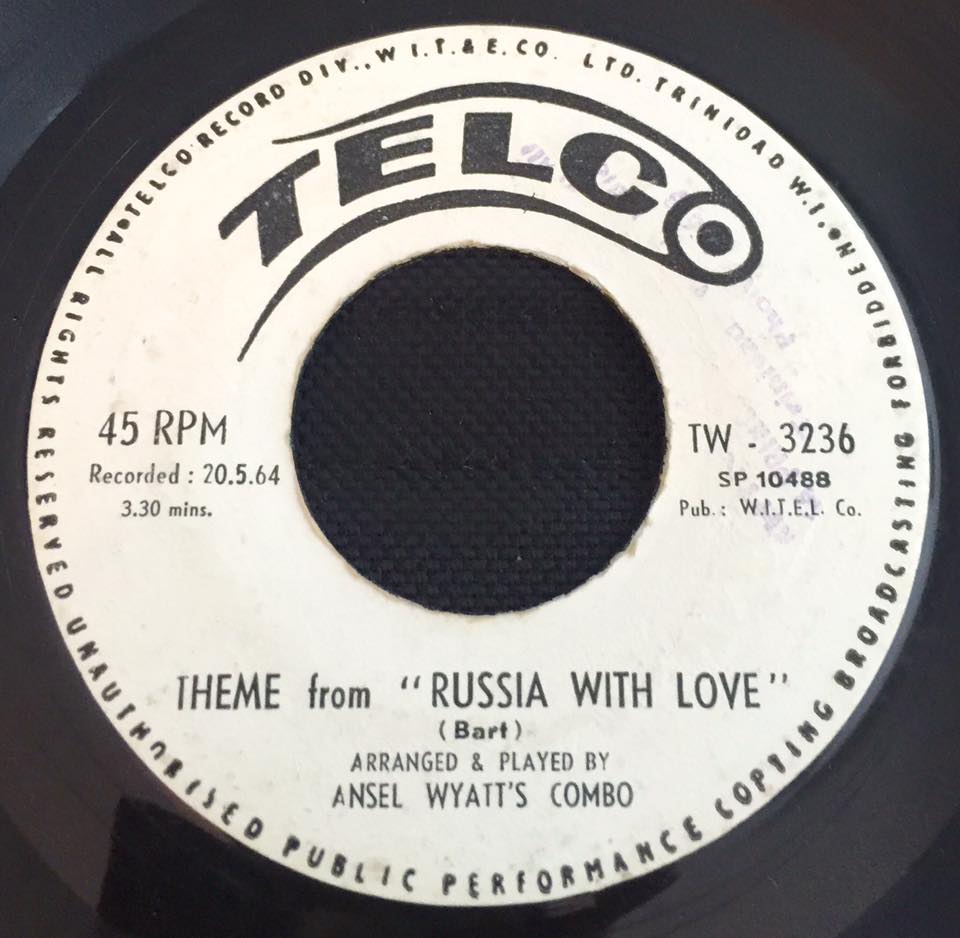 TELCO RECORD DIV., W.I.T. & E. CO. LTD. TRINIDAD W.I. • FORBIDDEN BROADCASTING COPYING PERFORMANCE PUBLIC UNAUTHORISED RESERVED RIGHTS ALL •
TELCO
45 RPM
Recorded : 20.5.64
3.30 mins.
TW - 3236
SP 10488
Pub.: W.I.T.E.L. Co.
THEME from "RUSSIA WITH LOVE"
(Bart)
ARRANGED & PLAYED BY
ANSEL WYATT'S COMBO